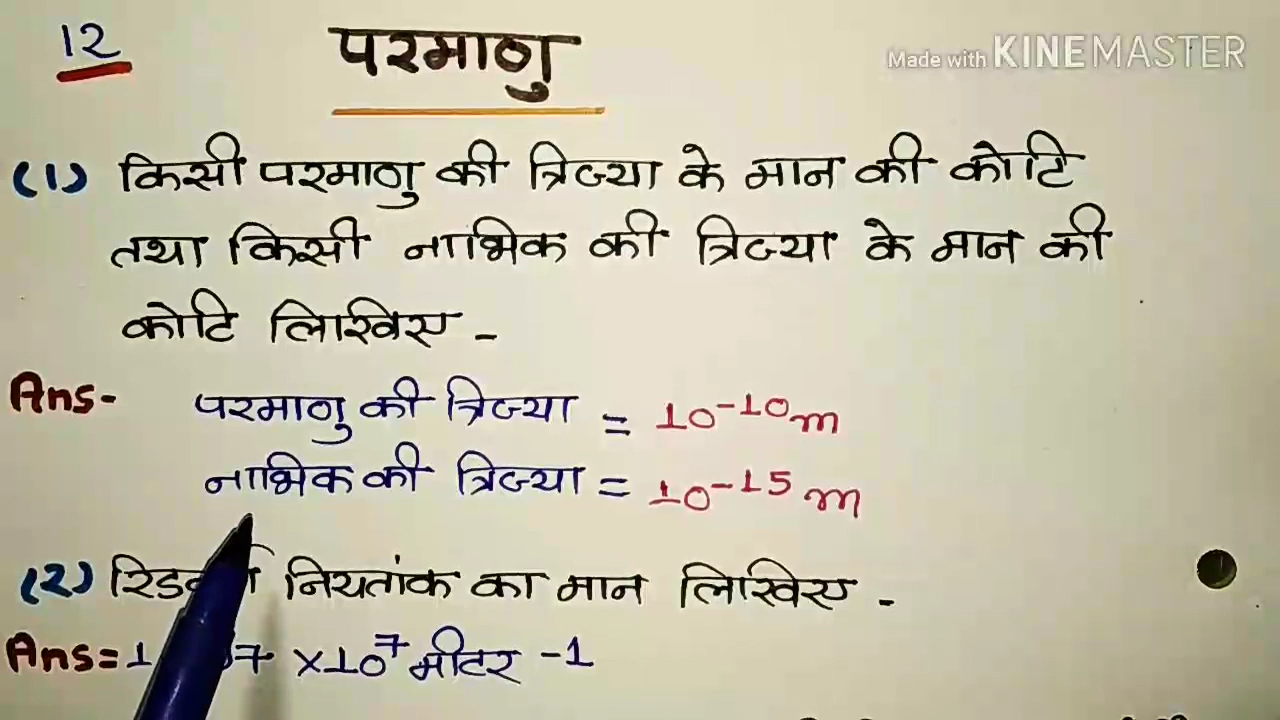 12
परमाणु
Made with KINEMASTER
(1) किसी परमाणु की त्रिज्या के मान की कोटि
तथा किसी नाभिक की त्रिज्या के मान की
कोटि लिखिए -
Ans- परमाणु की त्रिज्या = 10⁻¹⁰m
नाभिक की त्रिज्या = 10⁻¹⁵ m
(2) नियतांक का मान लिखिए -
Ans= ×10⁷ मीटर -1